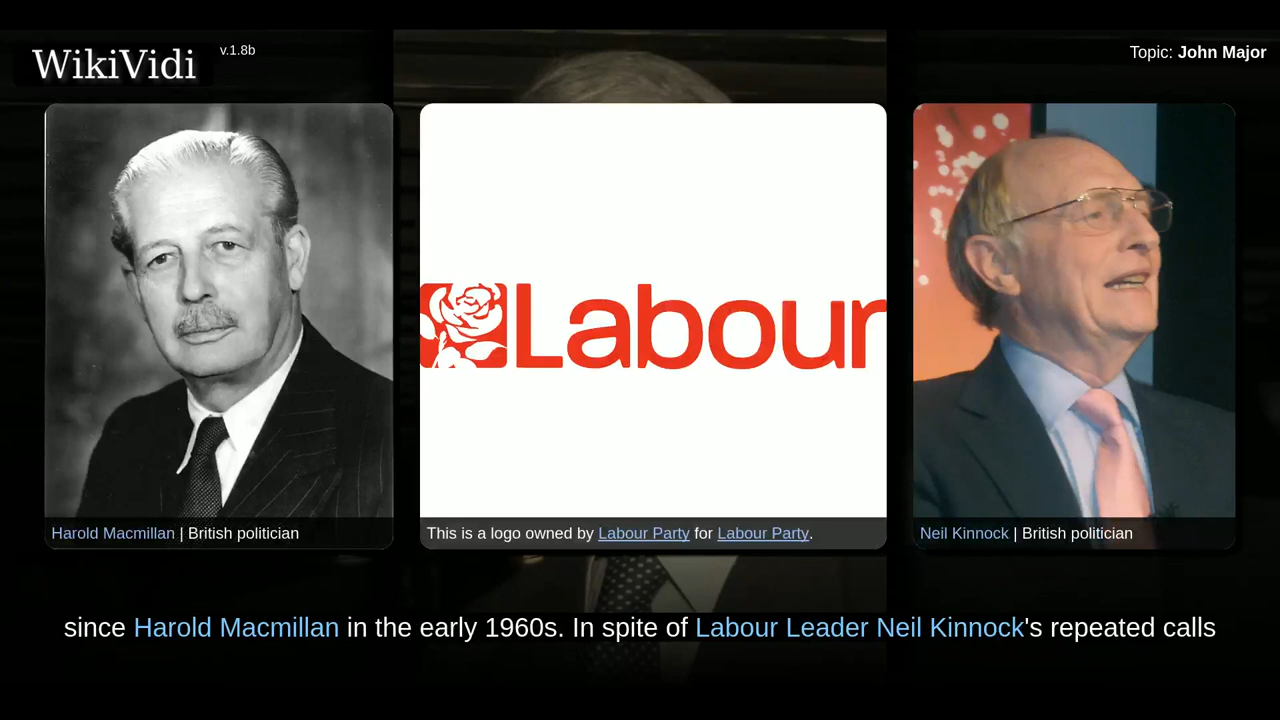 WikiVidi
v.1.8b
Topic: John Major
Labour
Harold Macmillan | British politician
This is a logo owned by Labour Party for Labour Party.
Neil Kinnock | British politician
since Harold Macmillan in the early 1960s. In spite of Labour Leader Neil Kinnock's repeated calls